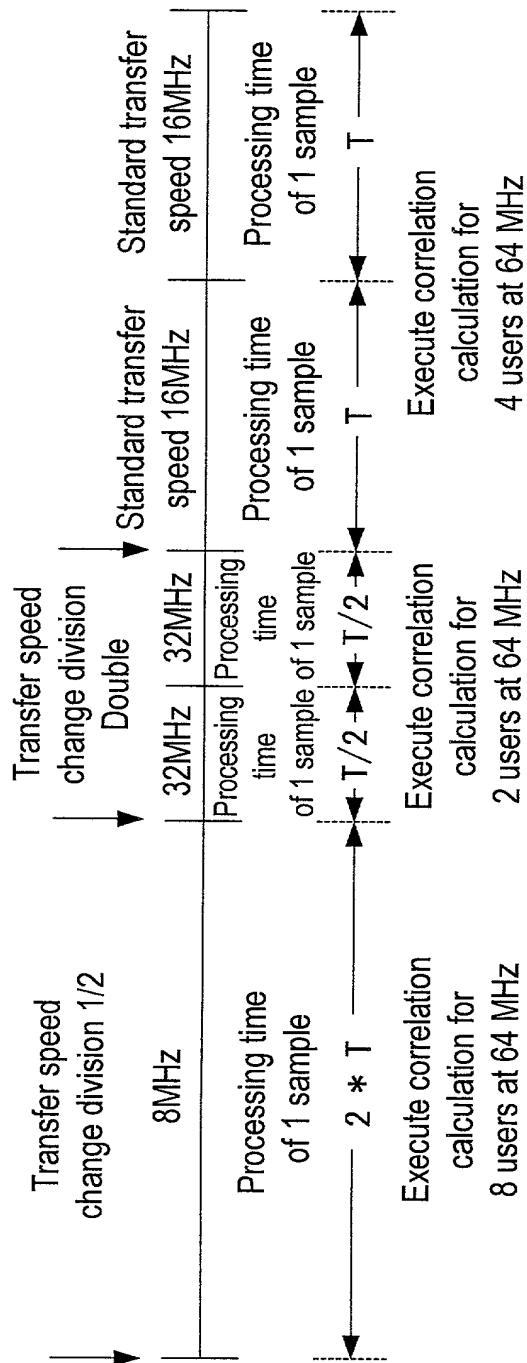 Transfer speed
change division 1/2
Transfer speed
change division
Double
8MHz
32MHz
32MHz
Standard transfer
speed 16MHz
Standard transfer
speed 16MHz
Processing time
of 1 sample
Processing
time
of 1 sample
Processing
time
of 1 sample
Processing time
of 1 sample
Processing time
of 1 sample
2 * T
T/2
T/2
T
T
Execute correlation
calculation for
8 users at 64 MHz
Execute correlation
calculation for
2 users at 64 MHz
Execute correlation
calculation for
4 users at 64 MHz